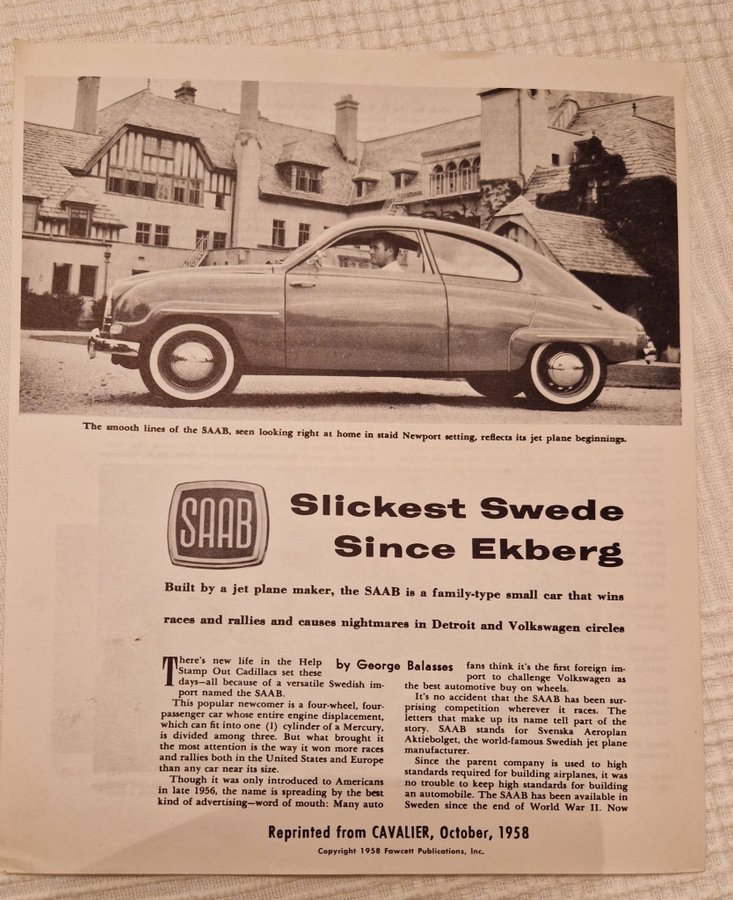 The smooth lines of the SAAB, seen looking right at home in staid Newport setting, reflects its jet plane beginnings.
SAAB
Slickest Swede
Since Ekberg
Built by a jet plane maker, the SAAB is a family-type small car that wins
races and rallies and causes nightmares in Detroit and Volkswagen circles
by George Balasses
There's new life in the Help
Stamp Out Cadillacs set these
days—all because of a versatile Swedish im-
port named the SAAB.
This popular newcomer is a four-wheel, four-
passenger car whose entire engine displacement,
which can fit into one (1) cylinder of a Mercury,
is divided among three. But what brought it
the most attention is the way it won more races
and rallies both in the United States and Europe
than any car near its size.
Though it was only introduced to Americans
in late 1956, the name is spreading by the best
kind of advertising—word of mouth: Many auto
fans think it's the first foreign im-
port to challenge Volkswagen as
the best automotive buy on wheels.
It's no accident that the SAAB has been sur-
prising competition wherever it races. The
letters that make up its name tell part of the
story. SAAB stands for Svenska Aeroplan
Aktiebolget, the world-famous Swedish jet plane
manufacturer.
Since the parent company is used to high
standards required for building airplanes, it was
no trouble to keep high standards for building
an automobile. The SAAB has been available in
Sweden since the end of World War II. Now
Reprinted from CAVALIER, October, 1958
Copyright 1958 Fawcett Publications, Inc.